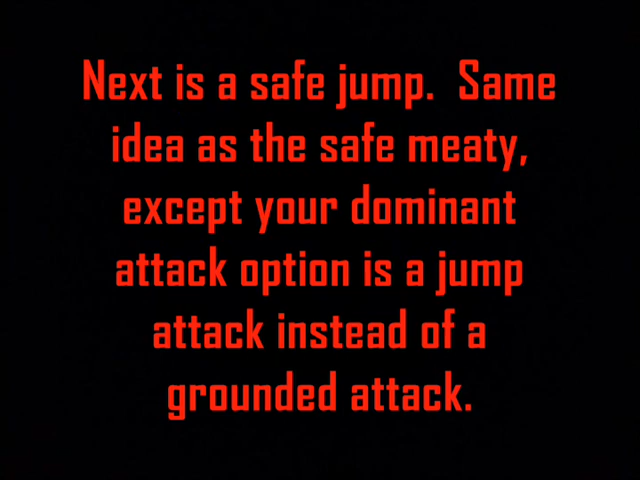 Next is a safe jump.  Same
idea as the safe meaty,
except your dominant
attack option is a jump
attack instead of a
grounded attack.